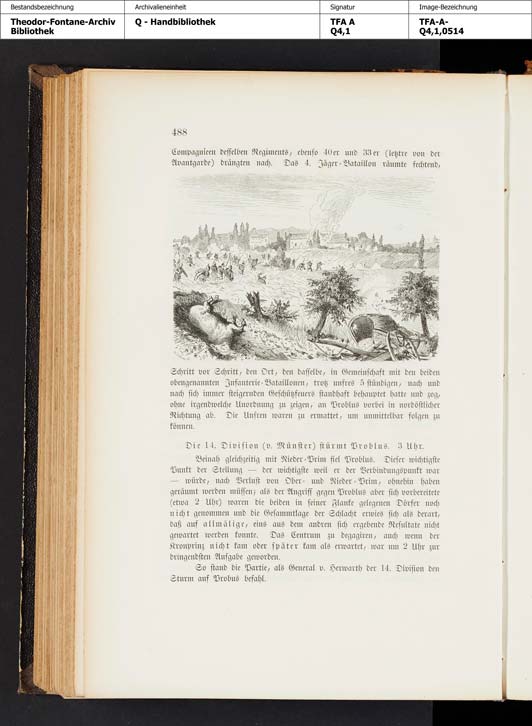 Bestandsbezeichnung
Archivalieneinheit
Signatur
Image-Bezeichnung
Theodor-Fontane-Archiv
Bibliothek
Q - Handbibliothek
TFA A
Q4,1
TFA-A-
Q4,1,0514
488
Compagnieen desselben Regiments, ebenso 40er und 33er (letztre von der
Avantgarde) drängten nach. Das 4. Jäger-Bataillon räumte fechtend,
Schritt vor Schritt, den Ort, den dasselbe, in Gemeinschaft mit den beiden
obengenannten Infanterie-Bataillonen, trotz unsres 5 stündigen, nach und
nach sich immer steigernden Geschützfeuers standhaft behauptet hatte und zog,
ohne irgendwelche Unordnung zu zeigen, an Problus vorbei in nordöstlicher
Richtung ab. Die Unsren waren zu ermattet, um unmittelbar folgen zu
können.
Die 14. Division (v. Münster) stürmt Problus. 3 Uhr.
Beinah gleichzeitig mit Nieder-Prim fiel Problus. Dieser wichtigste
Punkt der Stellung — der wichtigste weil er der Verbindungspunkt war
— würde, nach Verlust von Ober- und Nieder-Prim, ohnehin haben
geräumt werden müssen; als der Angriff gegen Problus aber sich vorbereitete
(etwa 2 Uhr) waren die beiden in seiner Flanke gelegenen Dörfer noch
nicht genommen und die Gesammtlage der Schlacht erwies sich als derart,
daß auf allmälige, eins aus dem andren sich ergebende Resultate nicht
gewartet werden konnte. Das Centrum zu degagiren, auch wenn der
Kronprinz nicht kam oder später kam als erwartet, war um 2 Uhr zur
dringendsten Aufgabe geworden.
So stand die Partie, als General v. Herwarth der 14. Division den
Sturm auf Probus befahl.